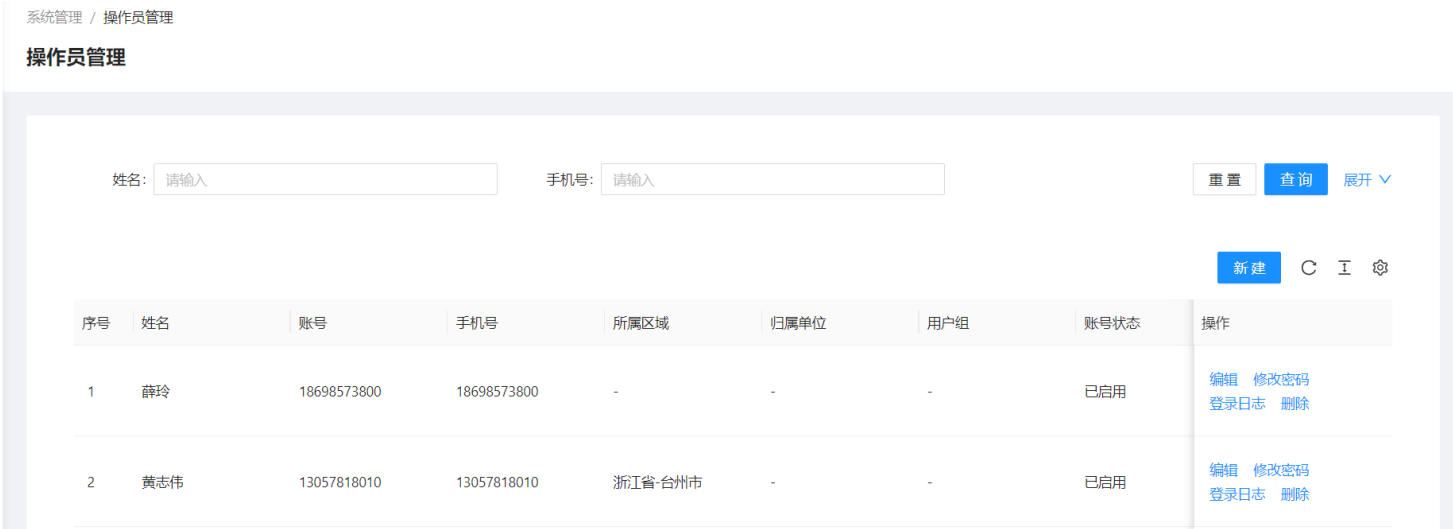 系统管理 / 操作员管理
操作员管理
姓名: 请输入 手机号: 请输入 重置 查询 展开
新建
序号 姓名 账号 手机号 所属区域 归属单位 用户组 账号状态 操作
1 薛玲 18698573800 18698573800 - - - 已启用 编辑 修改密码
登录日志 删除
2 黄志伟 13057818010 13057818010 浙江省-台州市 - - 已启用 编辑 修改密码
登录日志 删除